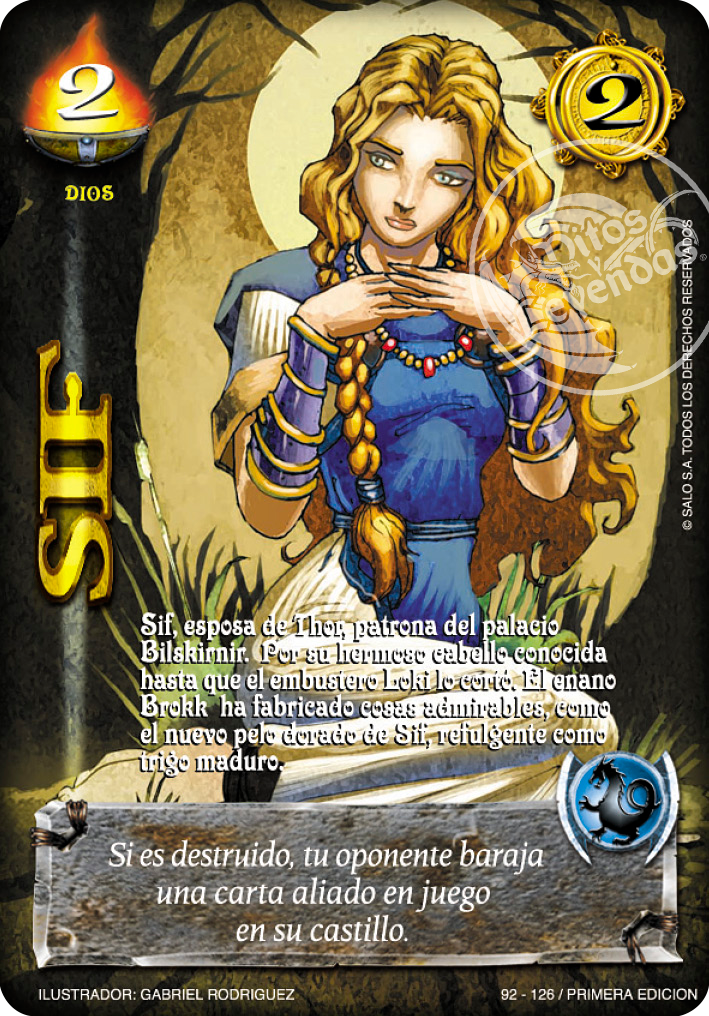 2
2
DIOS
Mitos
y
Leyendas
®
SIF
© SALO S.A. TODOS LOS DERECHOS RESERVADOS
Sif, esposa de Thor, patrona del palacio
Bilskirnir. Por su hermoso cabello conocida
hasta que el embustero Loki lo cortó. El enano
Brokk ha fabricado cosas admirables, como
el nuevo pelo dorado de Sif, refulgente como
trigo maduro.
Si es destruido, tu oponente baraja
una carta aliado en juego
en su castillo.
ILUSTRADOR: GABRIEL RODRIGUEZ
92 - 126 / PRIMERA EDICION